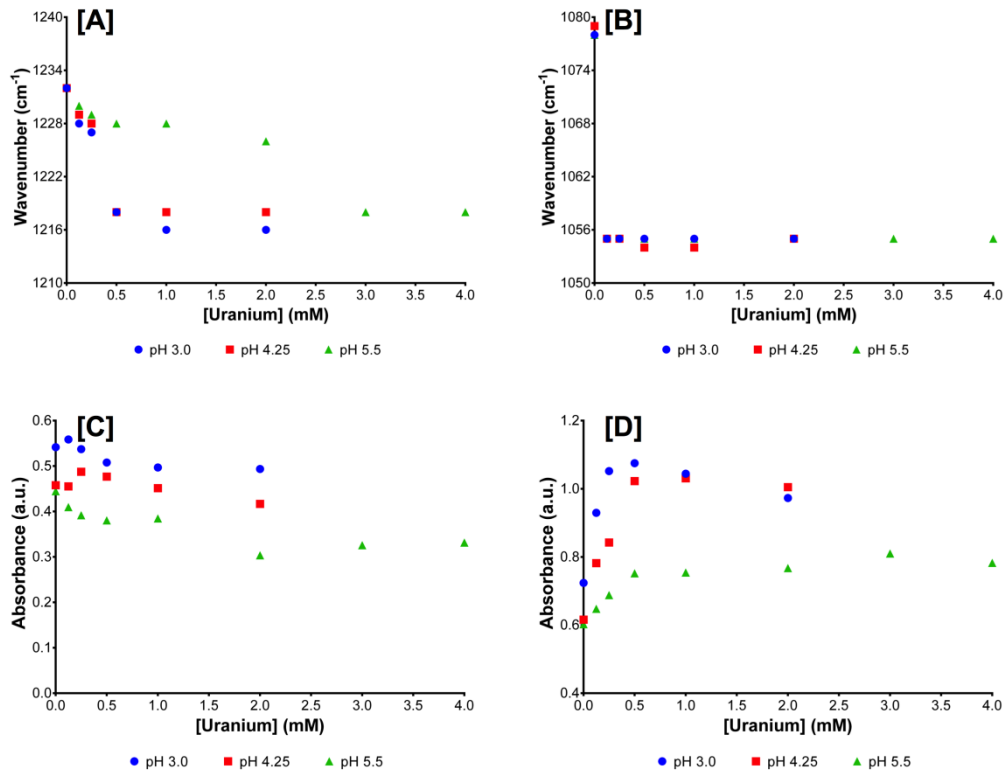 [A]
1240
1234
1228
1222
1216
1210
Wavenumber (cm⁻¹)
0.0 0.5 1.0 1.5 2.0 2.5 3.0 3.5 4.0
[Uranium] (mM)
pH 3.0 pH 4.25 pH 5.5
[B]
1080
1074
1068
1062
1056
1050
Wavenumber (cm⁻¹)
0.0 0.5 1.0 1.5 2.0 2.5 3.0 3.5 4.0
[Uranium] (mM)
pH 3.0 pH 4.25 pH 5.5
[C]
0.6
0.5
0.4
0.3
0.2
0.1
0.0
Absorbance (a.u.)
0.0 0.5 1.0 1.5 2.0 2.5 3.0 3.5 4.0
[Uranium] (mM)
pH 3.0 pH 4.25 pH 5.5
[D]
1.2
1.0
0.8
0.6
0.4
Absorbance (a.u.)
0.0 0.5 1.0 1.5 2.0 2.5 3.0 3.5 4.0
[Uranium] (mM)
pH 3.0 pH 4.25 pH 5.5